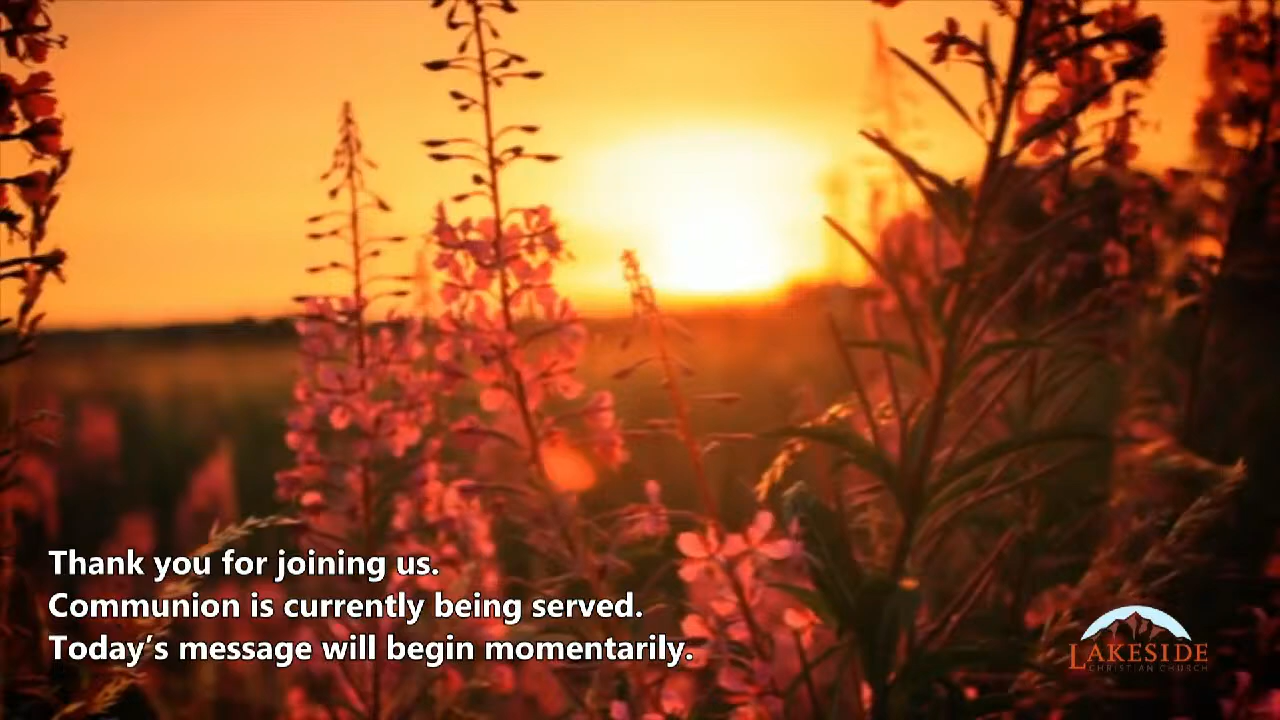 Thank you for joining us.
Communion is currently being served.
Today's message will begin momentarily.
LAKESIDE
CHRISTIAN CHURCH